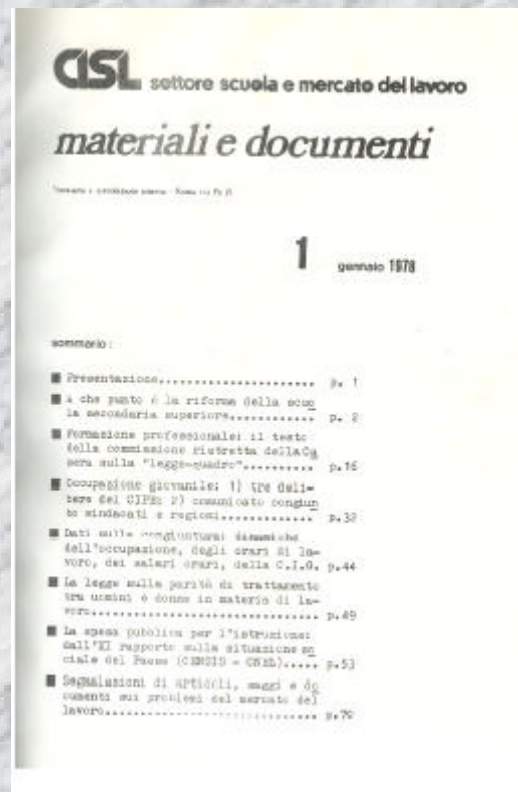 CISL settore scuola e mercato del lavoro
materiali e documenti
1 gennaio 1978
sommario:
Presentazione...................... p. 1
a che punto è la riforma della scuo
la secondaria superiore............ p. 2
Formazione professionale: il testo
della commissione ristretta della Ca
mera sulla "legge-quadro".......... p.16
Occupazione giovanile: 1) tre deli-
bere del CIPE; 2) comunicato congiun
to sindacati e regioni............. p.32
Dati sulla congiuntura: dinamiche
dell'occupazione, degli orari di la-
voro, dei salari orari, della C.I.G. p.44
La legge sulla parità di trattamento
tra uomini e donne in materia di la-
voro............................... p.49
La spesa pubblica per l'istruzione:
dall'XI rapporto sulla situazione so
ciale del Paese (CENSIS - CNEL)..... p.53
Segnalazioni di articoli, saggi e do
cumenti sui problemi del mercato del
lavoro............................. p.70